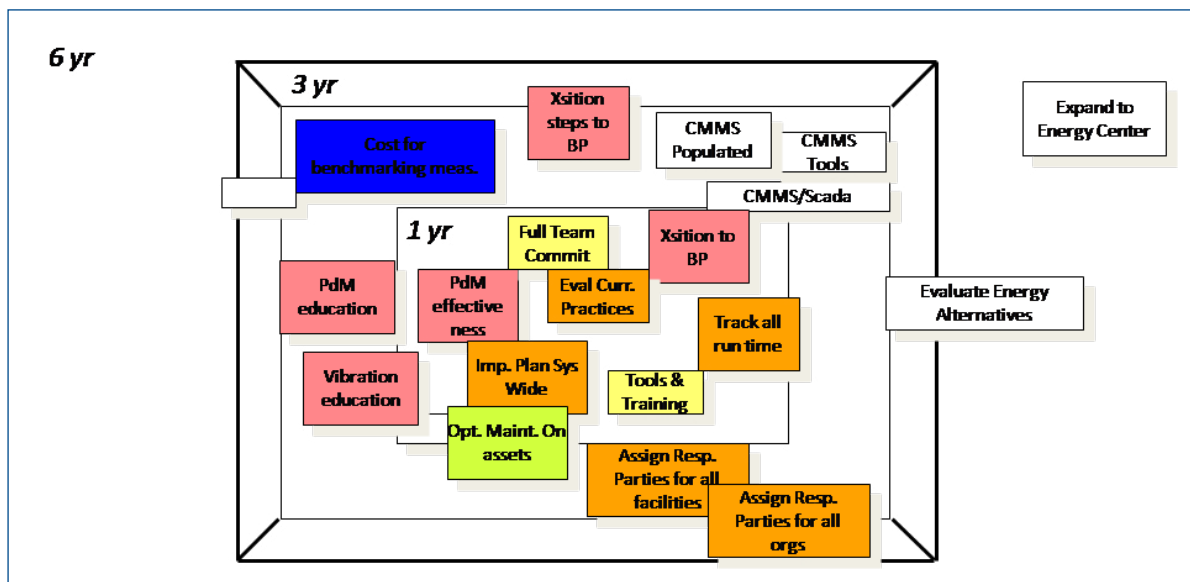 6 yr
3 yr
Xsition
steps to
BP
Expand to
Energy Center
Cost for
benchmarking meas.
CMMS
Populated
CMMS
Tools
CMMS/Scada
1 yr
Full Team
Commit
Xsition to
BP
PdM
education
PdM
effective
ness
Eval Curr.
Practices
Evaluate Energy
Alternatives
Track all
run time
Vibration
education
Imp. Plan Sys
Wide
Tools &
Training
Opt. Maint. On
assets
Assign Resp.
Parties for all
facilities
Assign Resp.
Parties for all
orgs